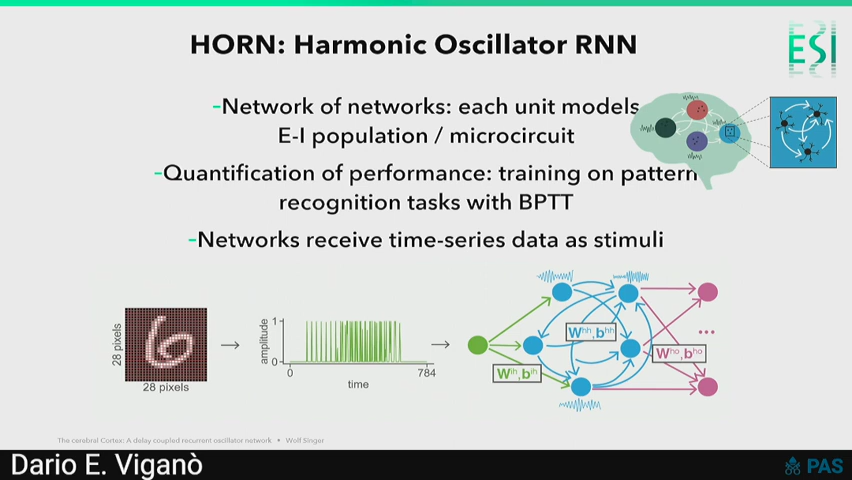 HORN: Harmonic Oscillator RNN
ESI
-Network of networks: each unit models
E-I population / microcircuit
-Quantification of performance: training on pattern
recognition tasks with BPTT
-Networks receive time-series data as stimuli
28 pixels
28 pixels
amplitude
1
0
0
time
784
W^ih,b^ih
W^hh,b^hh
W^ho,b^ho
...
The cerebral Cortex: A delay coupled recurrent oscillator network • Wolf Singer
Dario E. Viganò
PAS